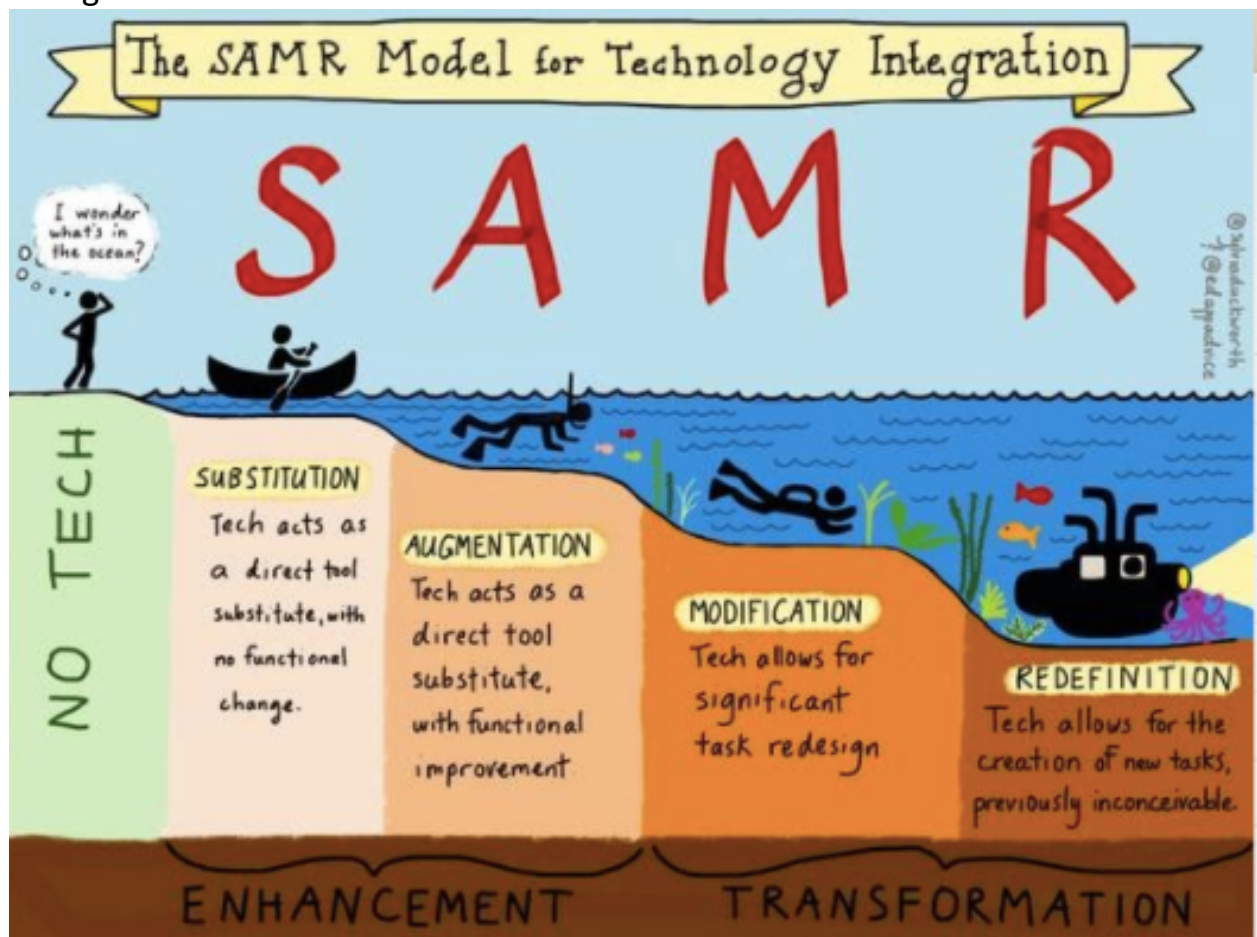 The SAMR Model for Technology Integration
S A M R
I wonder
what's in
the ocean?
@sylviaduckworth
@edappadvice
NO TECH
SUBSTITUTION
Tech acts as
a direct tool
substitute, with
no functional
change.
AUGMENTATION
Tech acts as a
direct tool
substitute,
with functional
improvement
MODIFICATION
Tech allows for
significant
task redesign
REDEFINITION
Tech allows for the
creation of new tasks,
previously inconceivable.
ENHANCEMENT
TRANSFORMATION